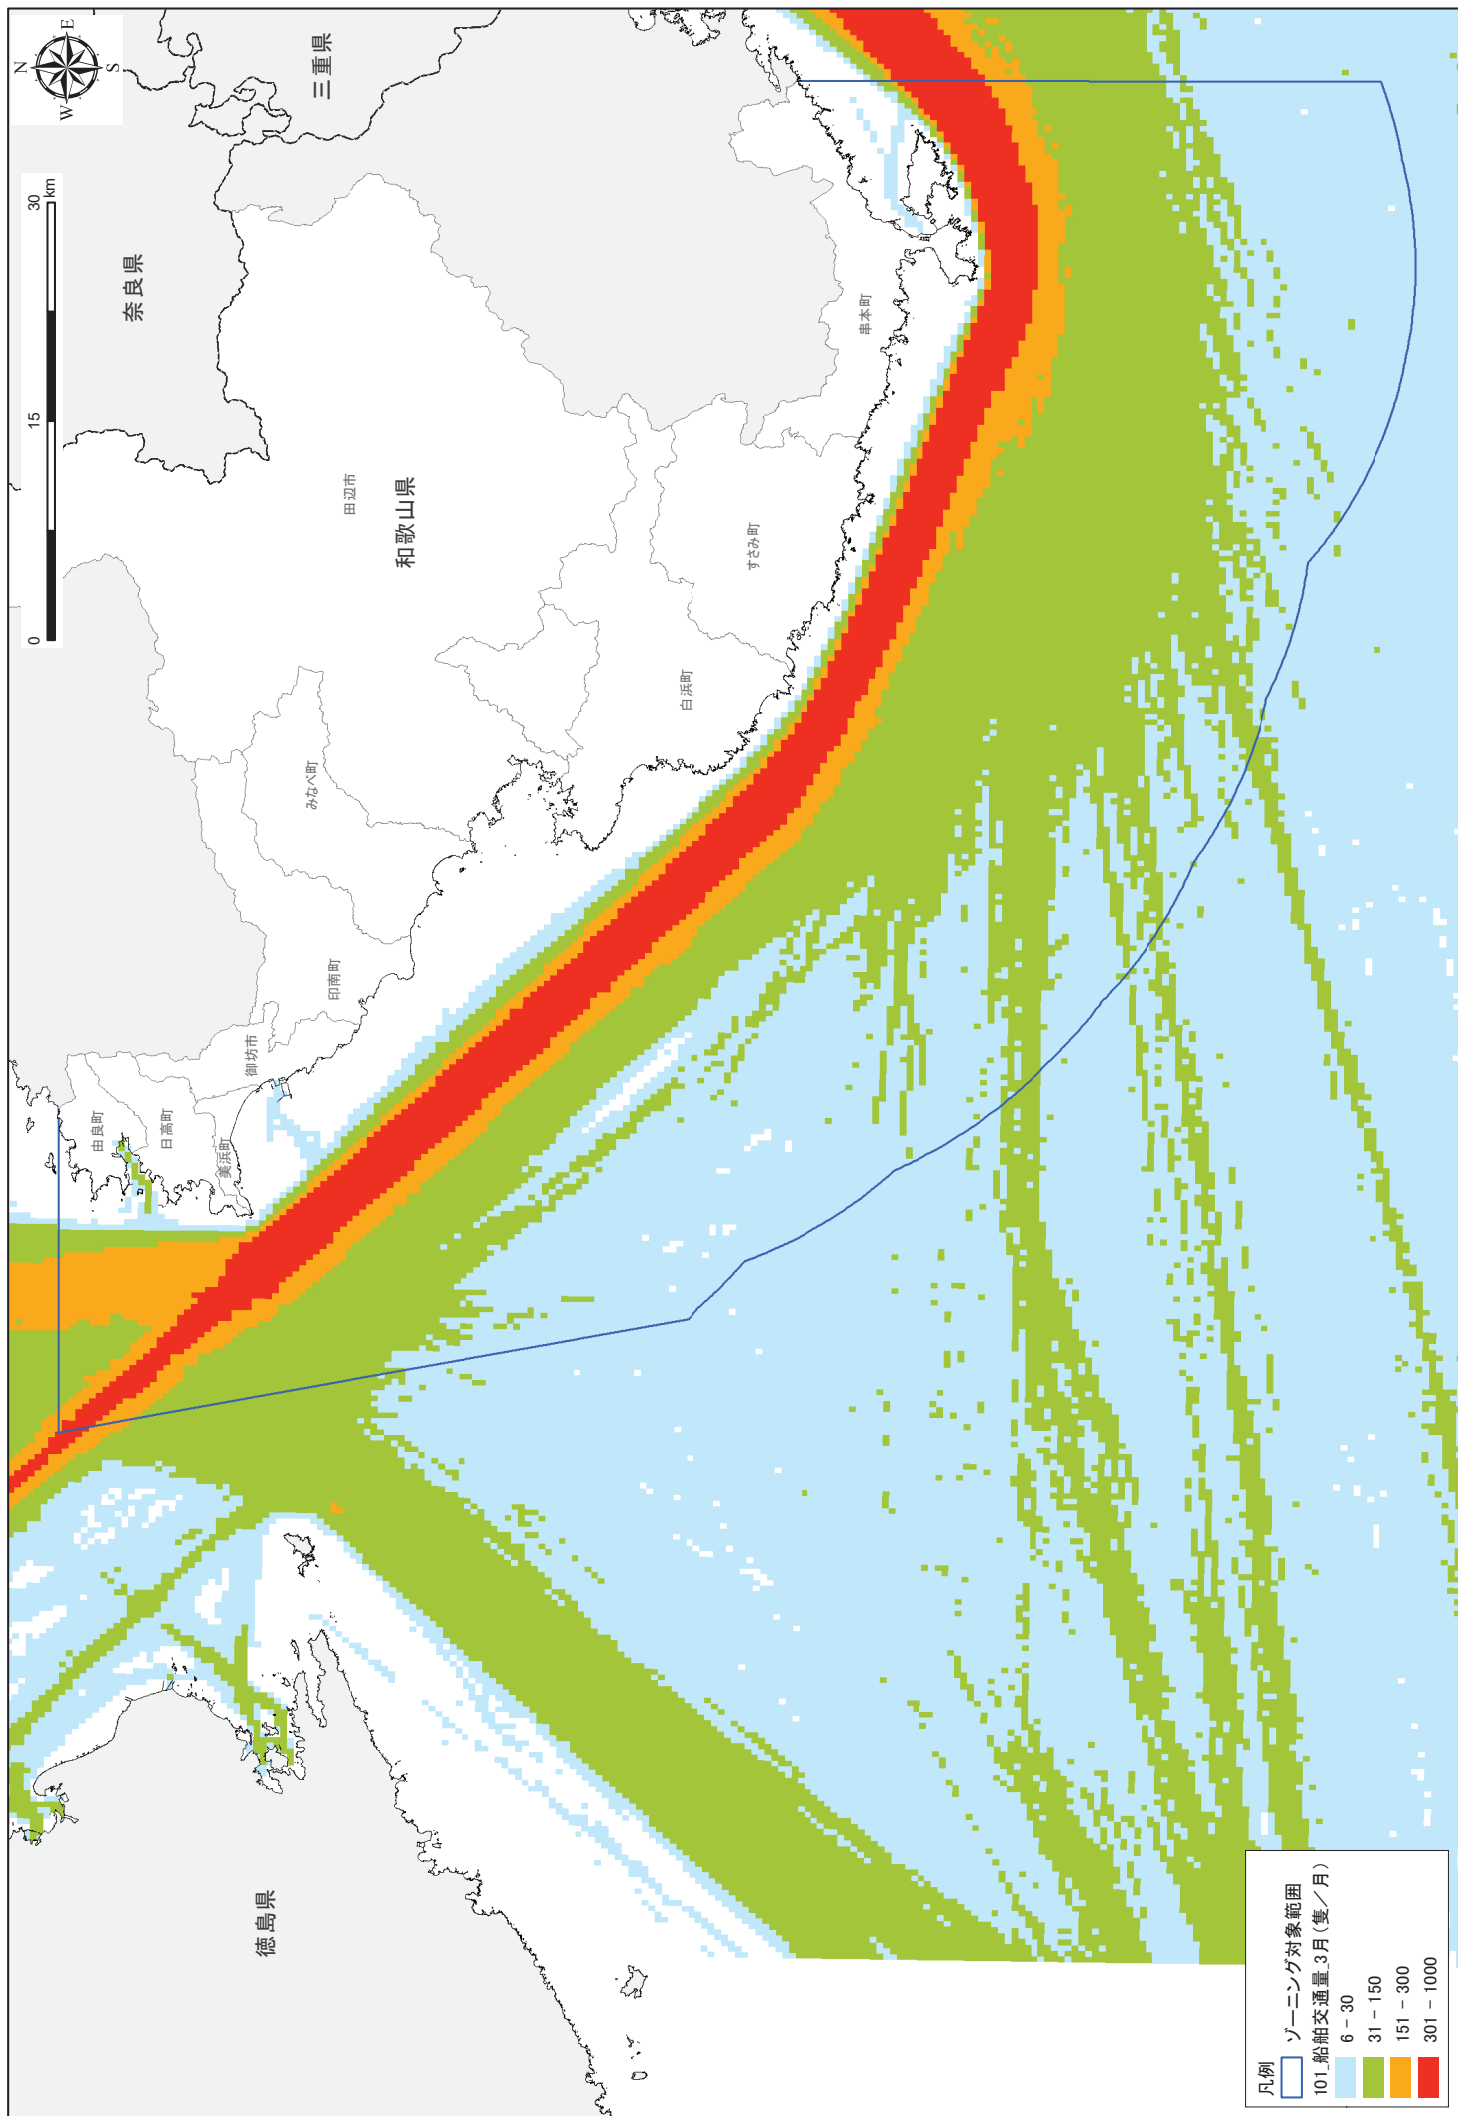 N
W
E
S
0
15
30
km
三重県
奈良県
和歌山県
徳島県
田辺市
串本町
すさみ町
白浜町
みなべ町
印南町
御坊市
由良町
日高町
美浜町
凡例
ゾーニング対象範囲
101_船舶交通量_3月(隻／月)
6 - 30
31 - 150
151 - 300
301 - 1000